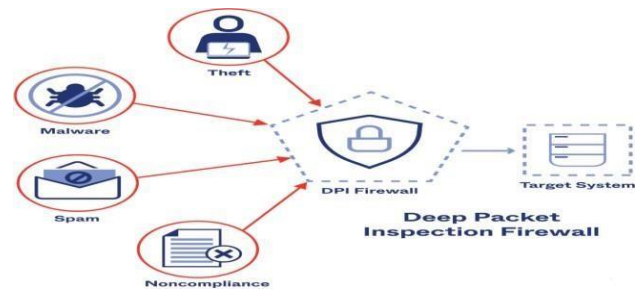 Theft
Malware
DPI Firewall
Target System
Spam
Deep Packet
Inspection Firewall
Noncompliance